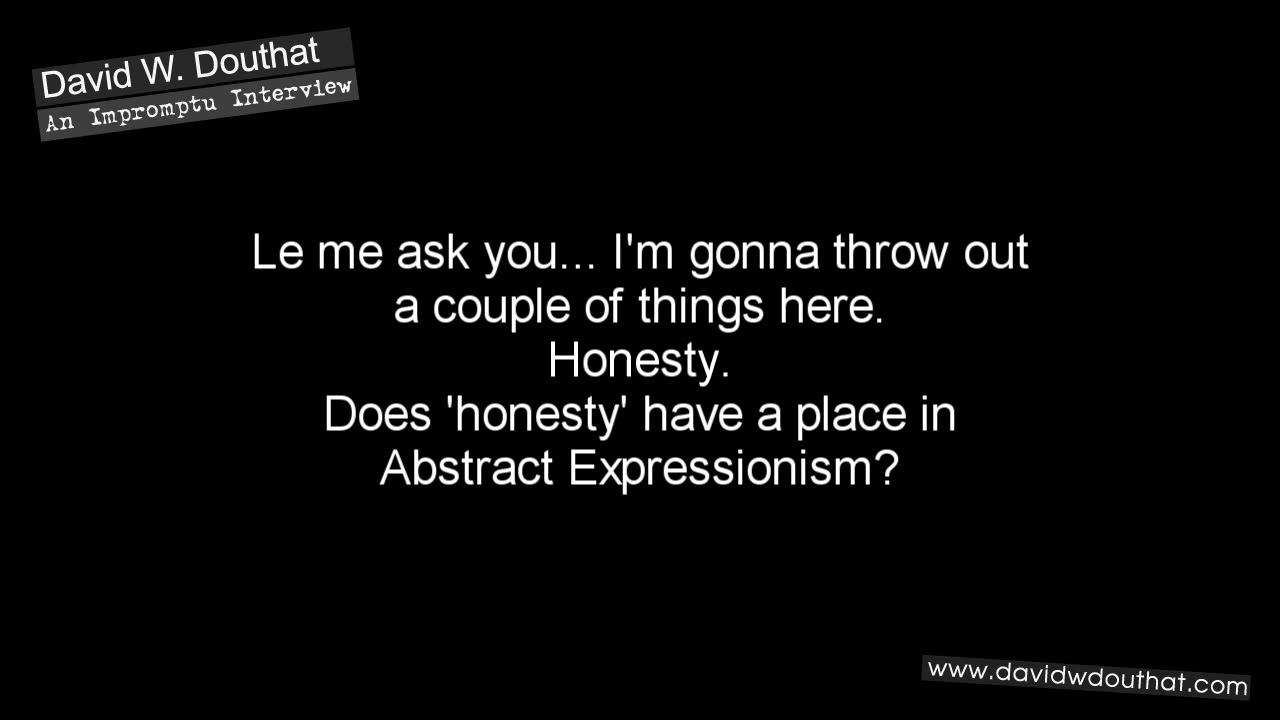 David W. Douthat
An Impromptu Interview
Le me ask you... I'm gonna throw out
a couple of things here.
Honesty.
Does 'honesty' have a place in
Abstract Expressionism?
www.davidwdouthat.com